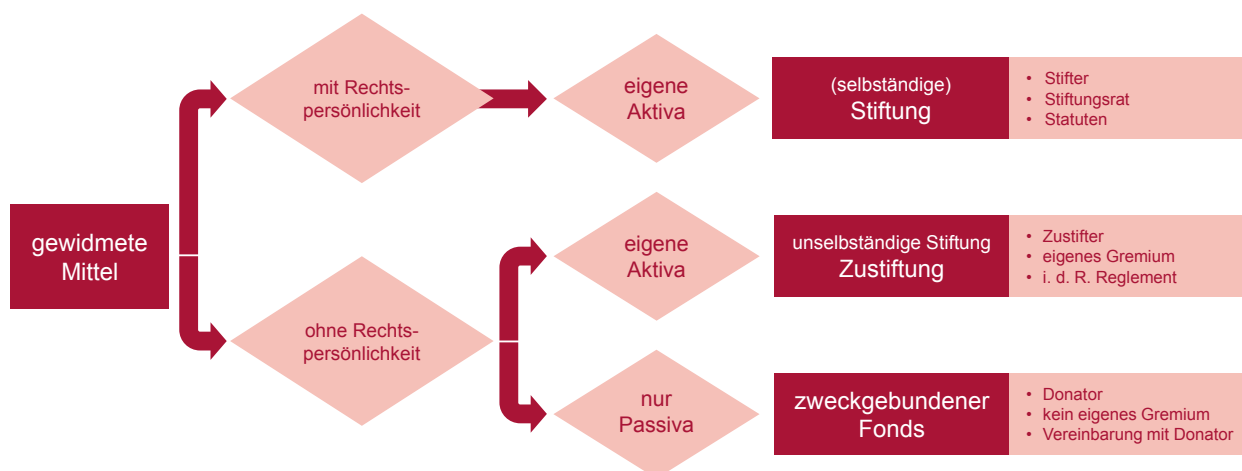 gewidmete
Mittel
mit Rechts-
persönlichkeit
eigene
Aktiva
(selbständige)
Stiftung
• Stifter
• Stiftungsrat
• Statuten
ohne Rechts-
persönlichkeit
eigene
Aktiva
unselbständige Stiftung
Zustiftung
• Zustifter
• eigenes Gremium
• i. d. R. Reglement
nur
Passiva
zweckgebundener
Fonds
• Donator
• kein eigenes Gremium
• Vereinbarung mit Donator